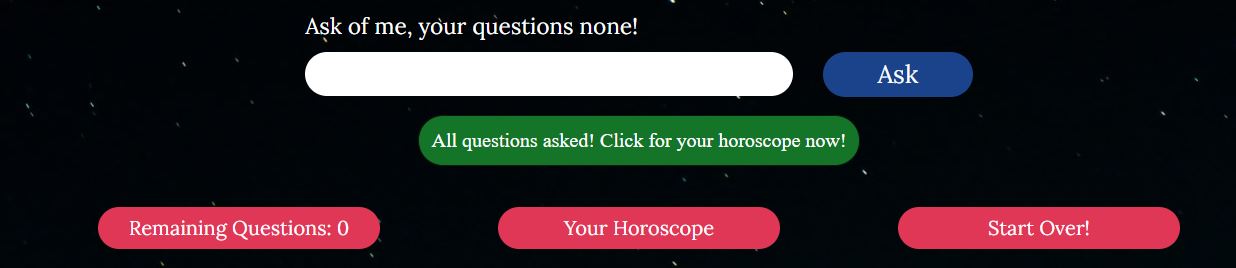 Ask of me, your questions none!
Ask
All questions asked! Click for your horoscope now!
Remaining Questions: 0
Your Horoscope
Start Over!